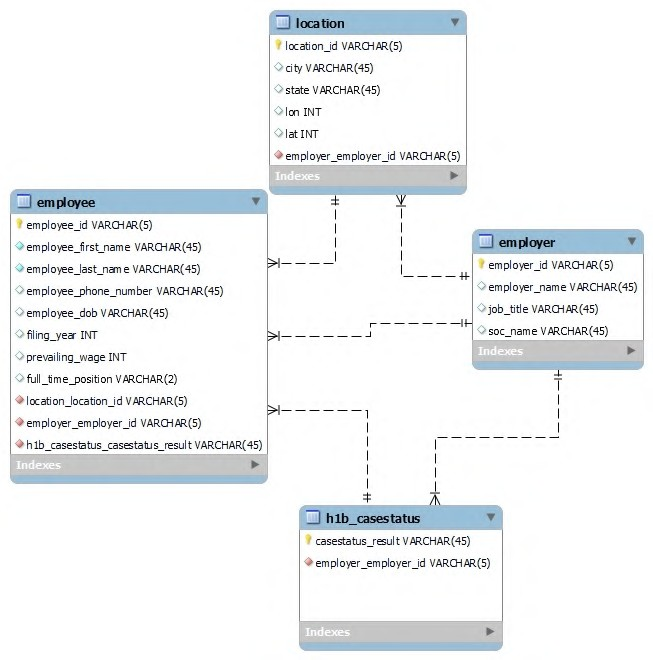 location
location_id VARCHAR(5)
city VARCHAR(45)
state VARCHAR(45)
lon INT
lat INT
employer_employer_id VARCHAR(5)
Indexes
employee
employee_id VARCHAR(5)
employee_first_name VARCHAR(45)
employee_last_name VARCHAR(45)
employee_phone_number VARCHAR(45)
employee_dob VARCHAR(45)
filing_year INT
prevailing_wage INT
full_time_position VARCHAR(2)
location_location_id VARCHAR(5)
employer_employer_id VARCHAR(5)
h1b_casestatus_casestatus_result VARCHAR(45)
Indexes
employer
employer_id VARCHAR(5)
employer_name VARCHAR(45)
job_title VARCHAR(45)
soc_name VARCHAR(45)
Indexes
h1b_casestatus
casestatus_result VARCHAR(45)
employer_employer_id VARCHAR(5)
Indexes